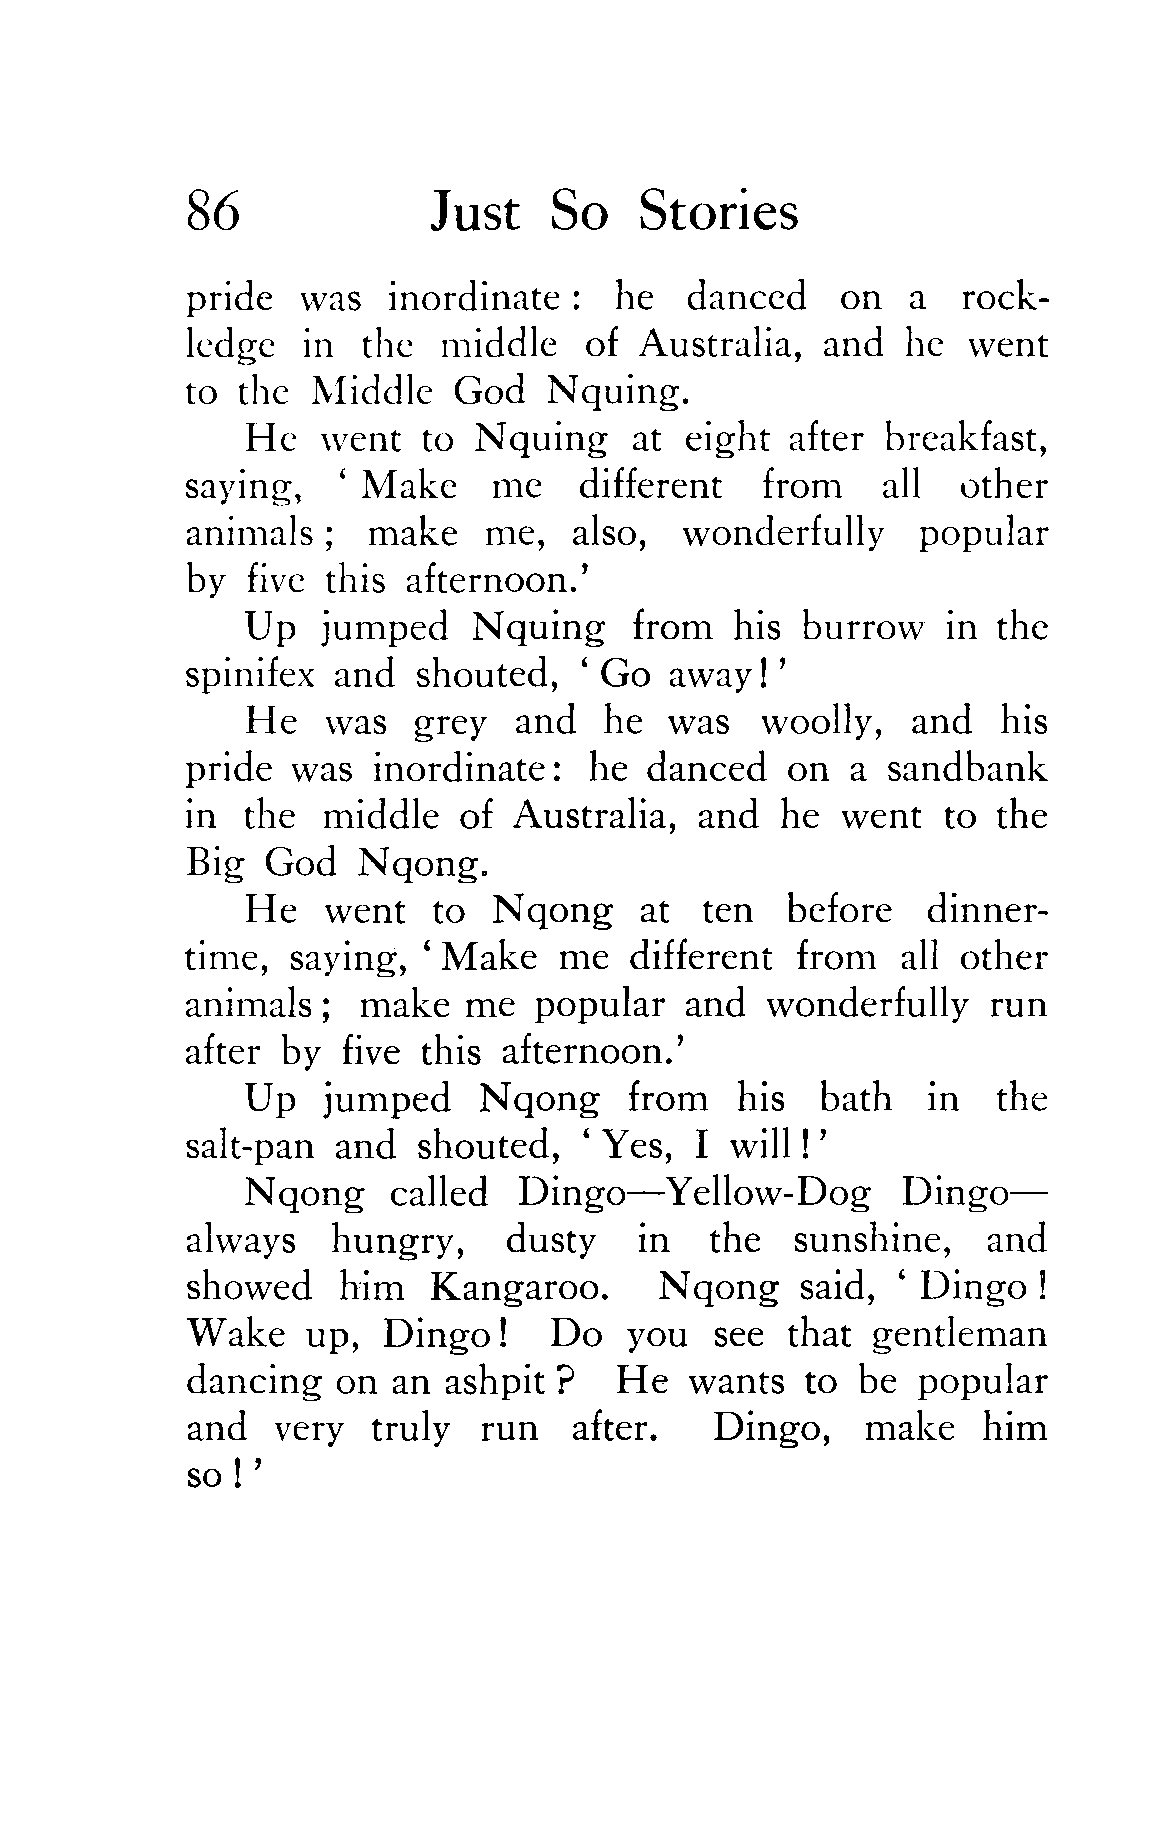 86 Just So Stories
pride was inordinate : he danced on a rock-
ledge in the middle of Australia, and he went
to the Middle God Nquing.
He went to Nquing at eight after breakfast,
saying, ‘ Make me different from all other
animals ; make me, also, wonderfully popular
by five this afternoon.’
Up jumped Nquing from his burrow in the
spinifex and shouted, ‘ Go away! ’
He was grey and he was woolly, and his
pride was inordinate: he danced on a sandbank
in the middle of Australia, and he went to the
Big God Nqong.
He went to Nqong at ten before dinner-
time, saying, ‘ Make me different from all other
animals ; make me popular and wonderfully run
after by five this afternoon.’
Up jumped Nqong from his bath in the
salt-pan and shouted, ‘ Yes, I will ! ’
Nqong called Dingo—Yellow-Dog Dingo—
always hungry, dusty in the sunshine, and
showed him Kangaroo. Nqong said, ‘ Dingo !
Wake up, Dingo ! Do you see that gentleman
dancing on an ashpit ? He wants to be popular
and very truly run after. Dingo, make him
so ! ’